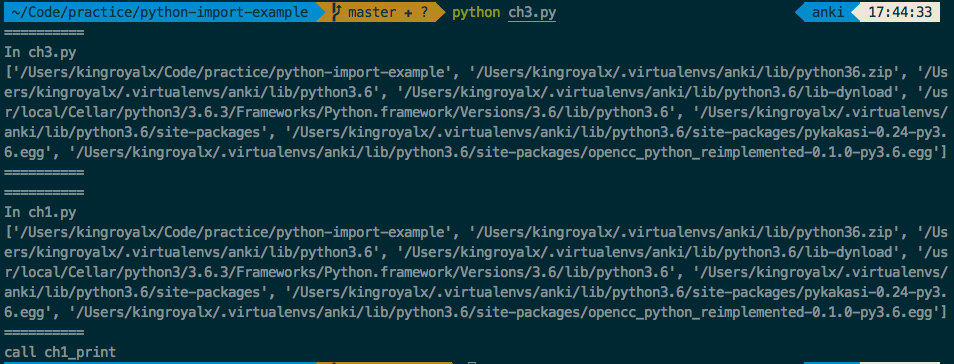 ~/Code/practice/python-import-example master + ? python ch3.py anki 17:44:33
==========
In ch3.py
['/Users/kingroyalx/Code/practice/python-import-example', '/Users/kingroyalx/.virtualenvs/anki/lib/python36.zip', '/Us
ers/kingroyalx/.virtualenvs/anki/lib/python3.6', '/Users/kingroyalx/.virtualenvs/anki/lib/python3.6/lib-dynload', '/us
r/local/Cellar/python3/3.6.3/Frameworks/Python.framework/Versions/3.6/lib/python3.6', '/Users/kingroyalx/.virtualenvs/
anki/lib/python3.6/site-packages', '/Users/kingroyalx/.virtualenvs/anki/lib/python3.6/site-packages/pykakasi-0.24-py3.
6.egg', '/Users/kingroyalx/.virtualenvs/anki/lib/python3.6/site-packages/opencc_python_reimplemented-0.1.0-py3.6.egg']
==========
==========
In ch1.py
['/Users/kingroyalx/Code/practice/python-import-example', '/Users/kingroyalx/.virtualenvs/anki/lib/python36.zip', '/Us
ers/kingroyalx/.virtualenvs/anki/lib/python3.6', '/Users/kingroyalx/.virtualenvs/anki/lib/python3.6/lib-dynload', '/us
r/local/Cellar/python3/3.6.3/Frameworks/Python.framework/Versions/3.6/lib/python3.6', '/Users/kingroyalx/.virtualenvs/
anki/lib/python3.6/site-packages', '/Users/kingroyalx/.virtualenvs/anki/lib/python3.6/site-packages/pykakasi-0.24-py3.
6.egg', '/Users/kingroyalx/.virtualenvs/anki/lib/python3.6/site-packages/opencc_python_reimplemented-0.1.0-py3.6.egg']
==========
call ch1_print